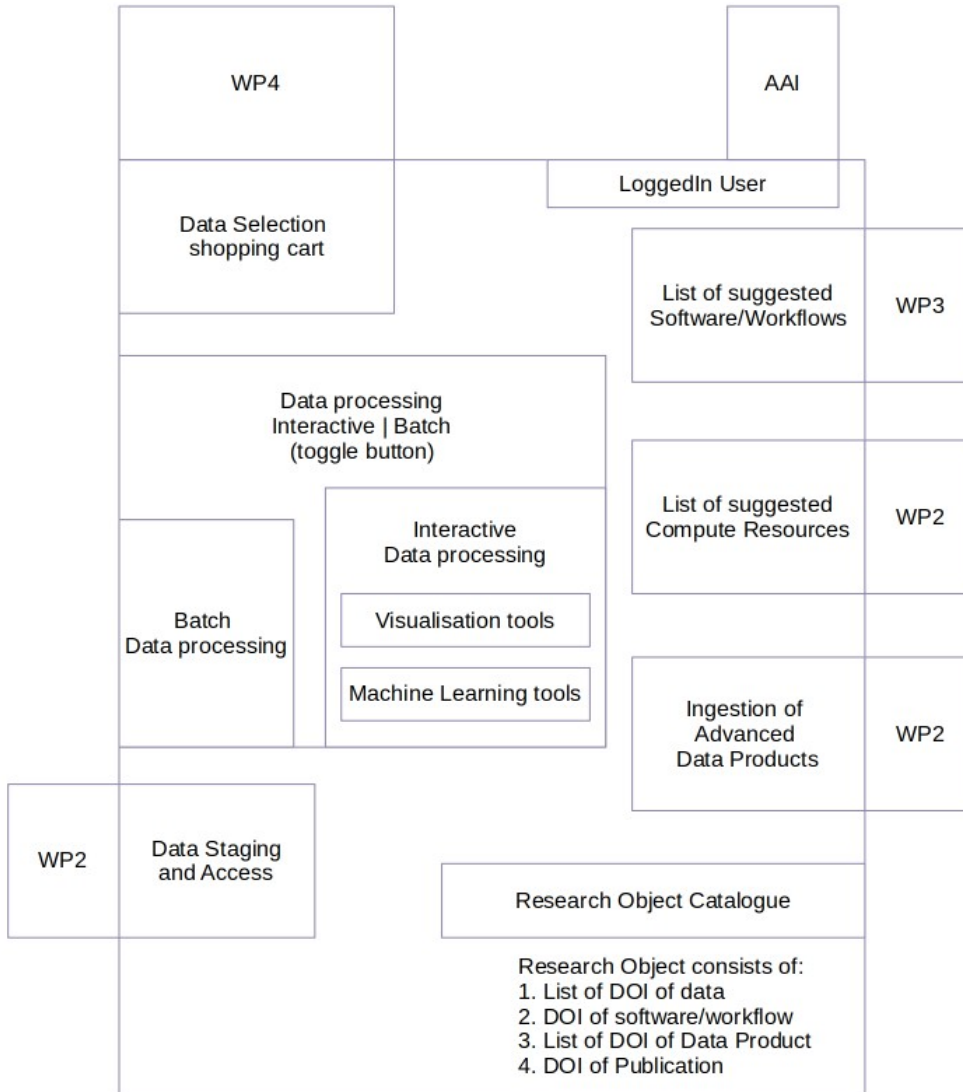 WP4
AAI
LoggedIn User
Data Selection
shopping cart
List of suggested
Software/Workflows
WP3
Data processing
Interactive | Batch
(toggle button)
List of suggested
Compute Resources
WP2
Interactive
Data processing
Visualisation tools
Machine Learning tools
Batch
Data processing
Ingestion of
Advanced
Data Products
WP2
WP2
Data Staging
and Access
Research Object Catalogue
Research Object consists of:
1. List of DOI of data
2. DOI of software/workflow
3. List of DOI of Data Product
4. DOI of Publication